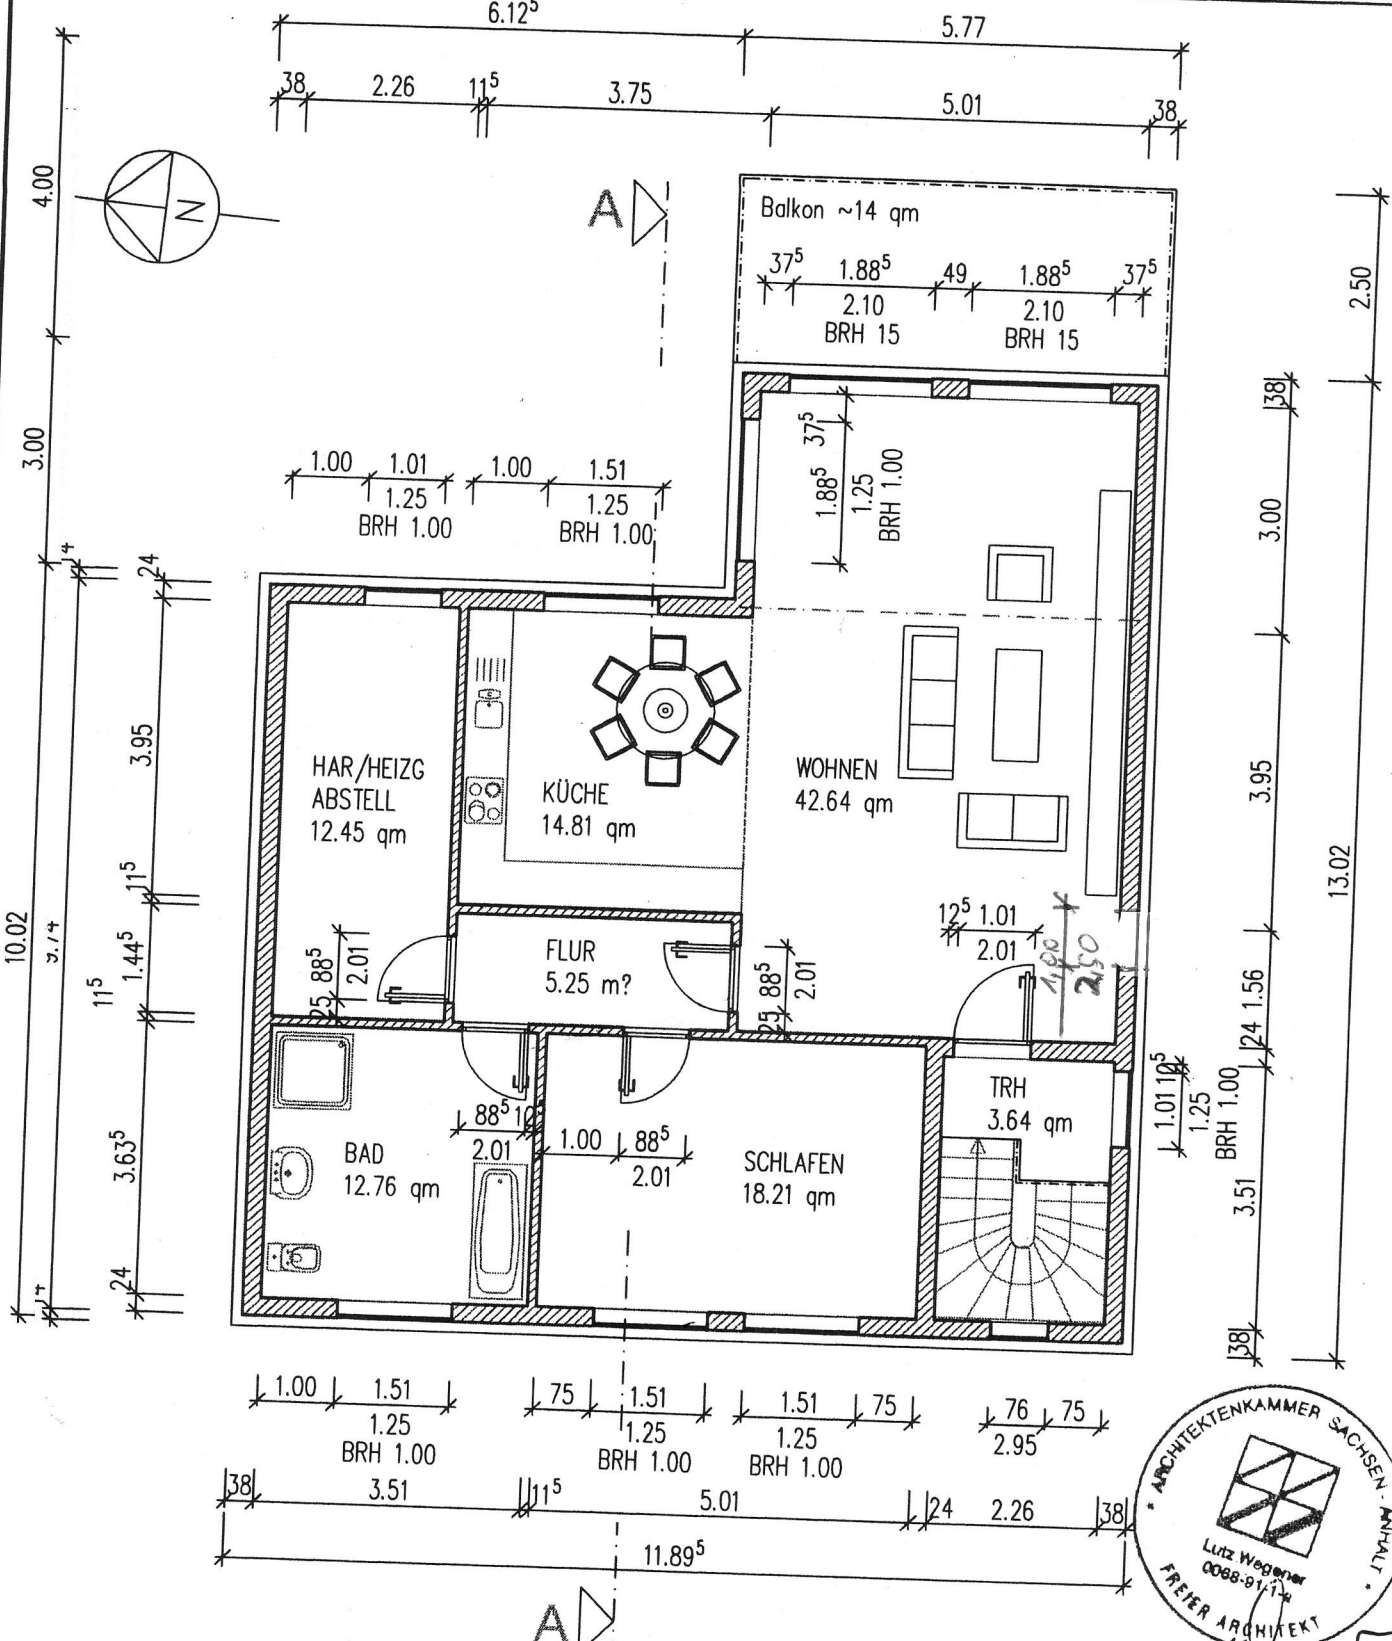 6.12⁵
5.77
38 2.26 11⁵ 3.75 5.01 38
4.00
N
A
Balkon ~14 qm
37⁵ 1.88⁵ 49 1.88⁵ 37⁵
2.10 2.10
BRH 15 BRH 15
2.50
3.00
1.00 1.01 1.00 1.51
1.25 1.25
BRH 1.00 BRH 1.00
37⁵
1.88⁵
1.25
BRH 1.00
38
3.00
14
24
3.95
HAR/HEIZG
ABSTELL
12.45 qm
KÜCHE
14.81 qm
WOHNEN
42.64 qm
3.95
13.02
10.02
9.74
11⁵
1.44⁵
11⁵
88⁵
2.01
25
FLUR
5.25 m?
88⁵
2.01
25
12⁵ 1.01
2.01
1,00
1.56
24
TRH
3.64 qm
1.01 10⁵
1.25
BRH 1.00
3.51
3.63⁵
BAD
12.76 qm
88⁵
2.01
1.00 88⁵
2.01
SCHLAFEN
18.21 qm
24
14
38
1.00 1.51 75 1.51 1.51 75 76 75
1.25 1.25 1.25 2.95
BRH 1.00 BRH 1.00 BRH 1.00
38 3.51 11⁵ 5.01 24 2.26 38
11.89⁵
A
* ARCHITEKTENKAMMER SACHSEN-ANHALT *
Lutz Wegener
FREIER ARCHITEKT